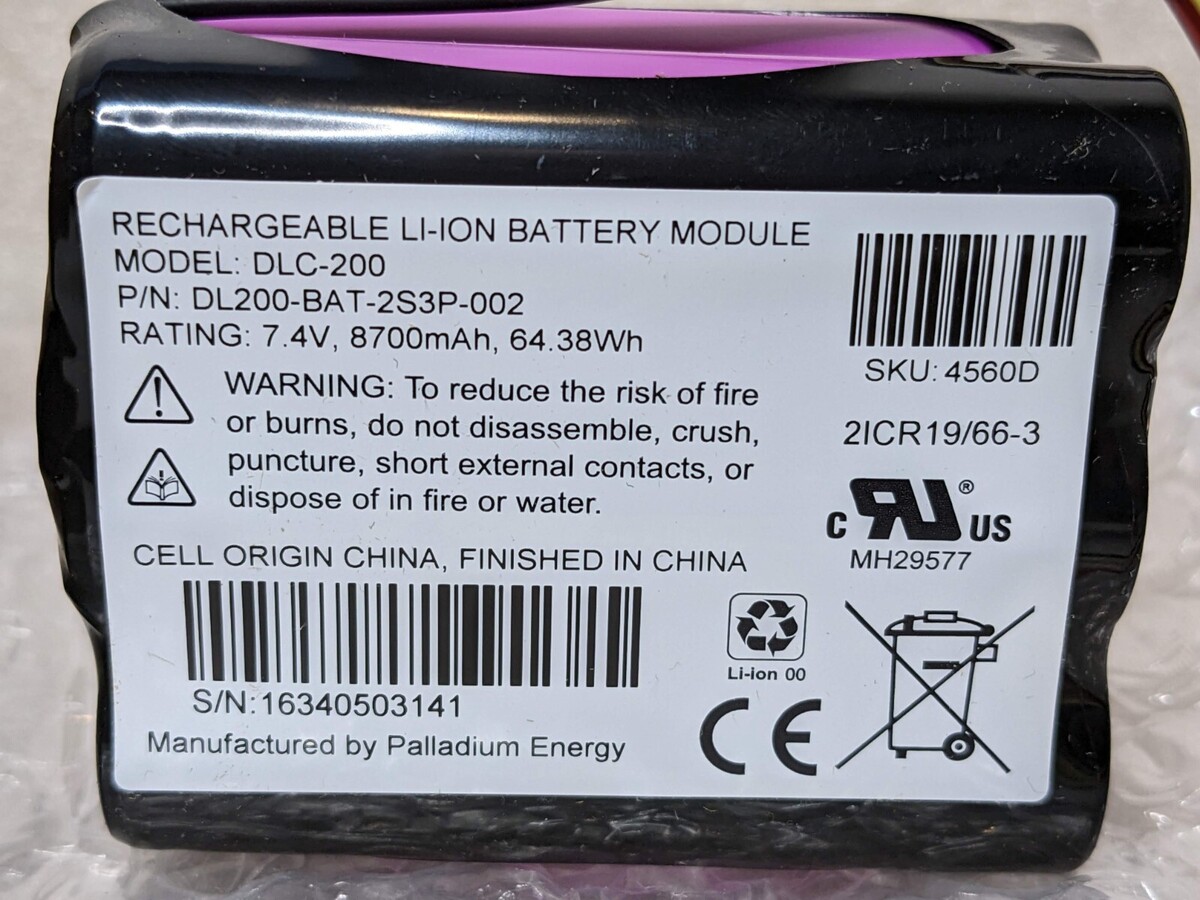 RECHARGEABLE LI-ION BATTERY MODULE
MODEL: DLC-200
P/N: DL200-BAT-2S3P-002
RATING: 7.4V, 8700mAh, 64.38Wh
WARNING: To reduce the risk of fire
or burns, do not disassemble, crush,
puncture, short external contacts, or
dispose of in fire or water.
CELL ORIGIN CHINA, FINISHED IN CHINA
S/N:16340503141
Manufactured by Palladium Energy
SKU: 4560D
2ICR19/66-3
c RU ® US
MH29577
Li-ion 00
CE